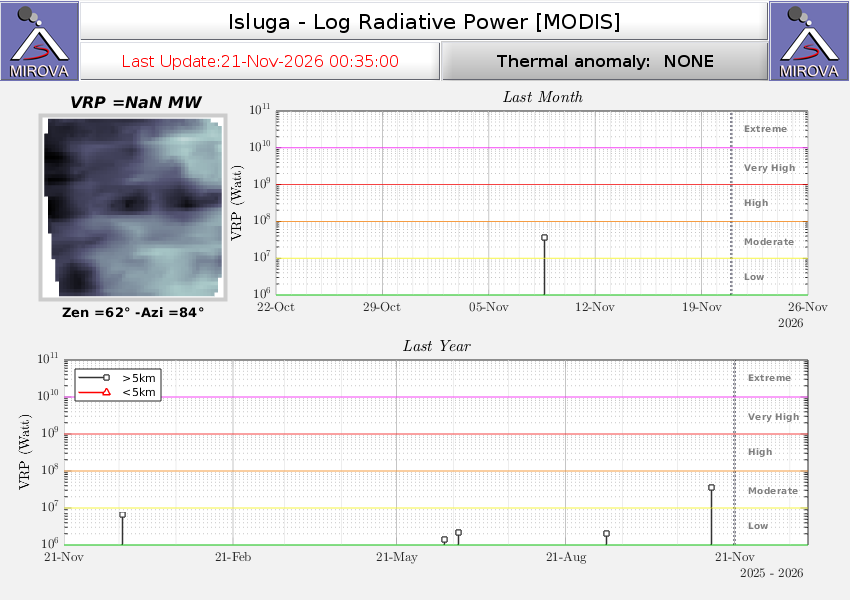 Isluga - Log Radiative Power [MODIS]
MIROVA
Last Update:21-Nov-2026 00:35:00
Thermal anomaly: NONE
MIROVA
VRP =NaN MW
Zen =62° -Azi =84°
Last Month
VRP (Watt)
10^11
10^10
10^9
10^8
10^7
10^6
Extreme
Very High
High
Moderate
Low
22-Oct 29-Oct 05-Nov 12-Nov 19-Nov 26-Nov
2026
Last Year
VRP (Watt)
10^11
10^10
10^9
10^8
10^7
10^6
>5km
<5km
Extreme
Very High
High
Moderate
Low
21-Nov 21-Feb 21-May 21-Aug 21-Nov
2025 - 2026